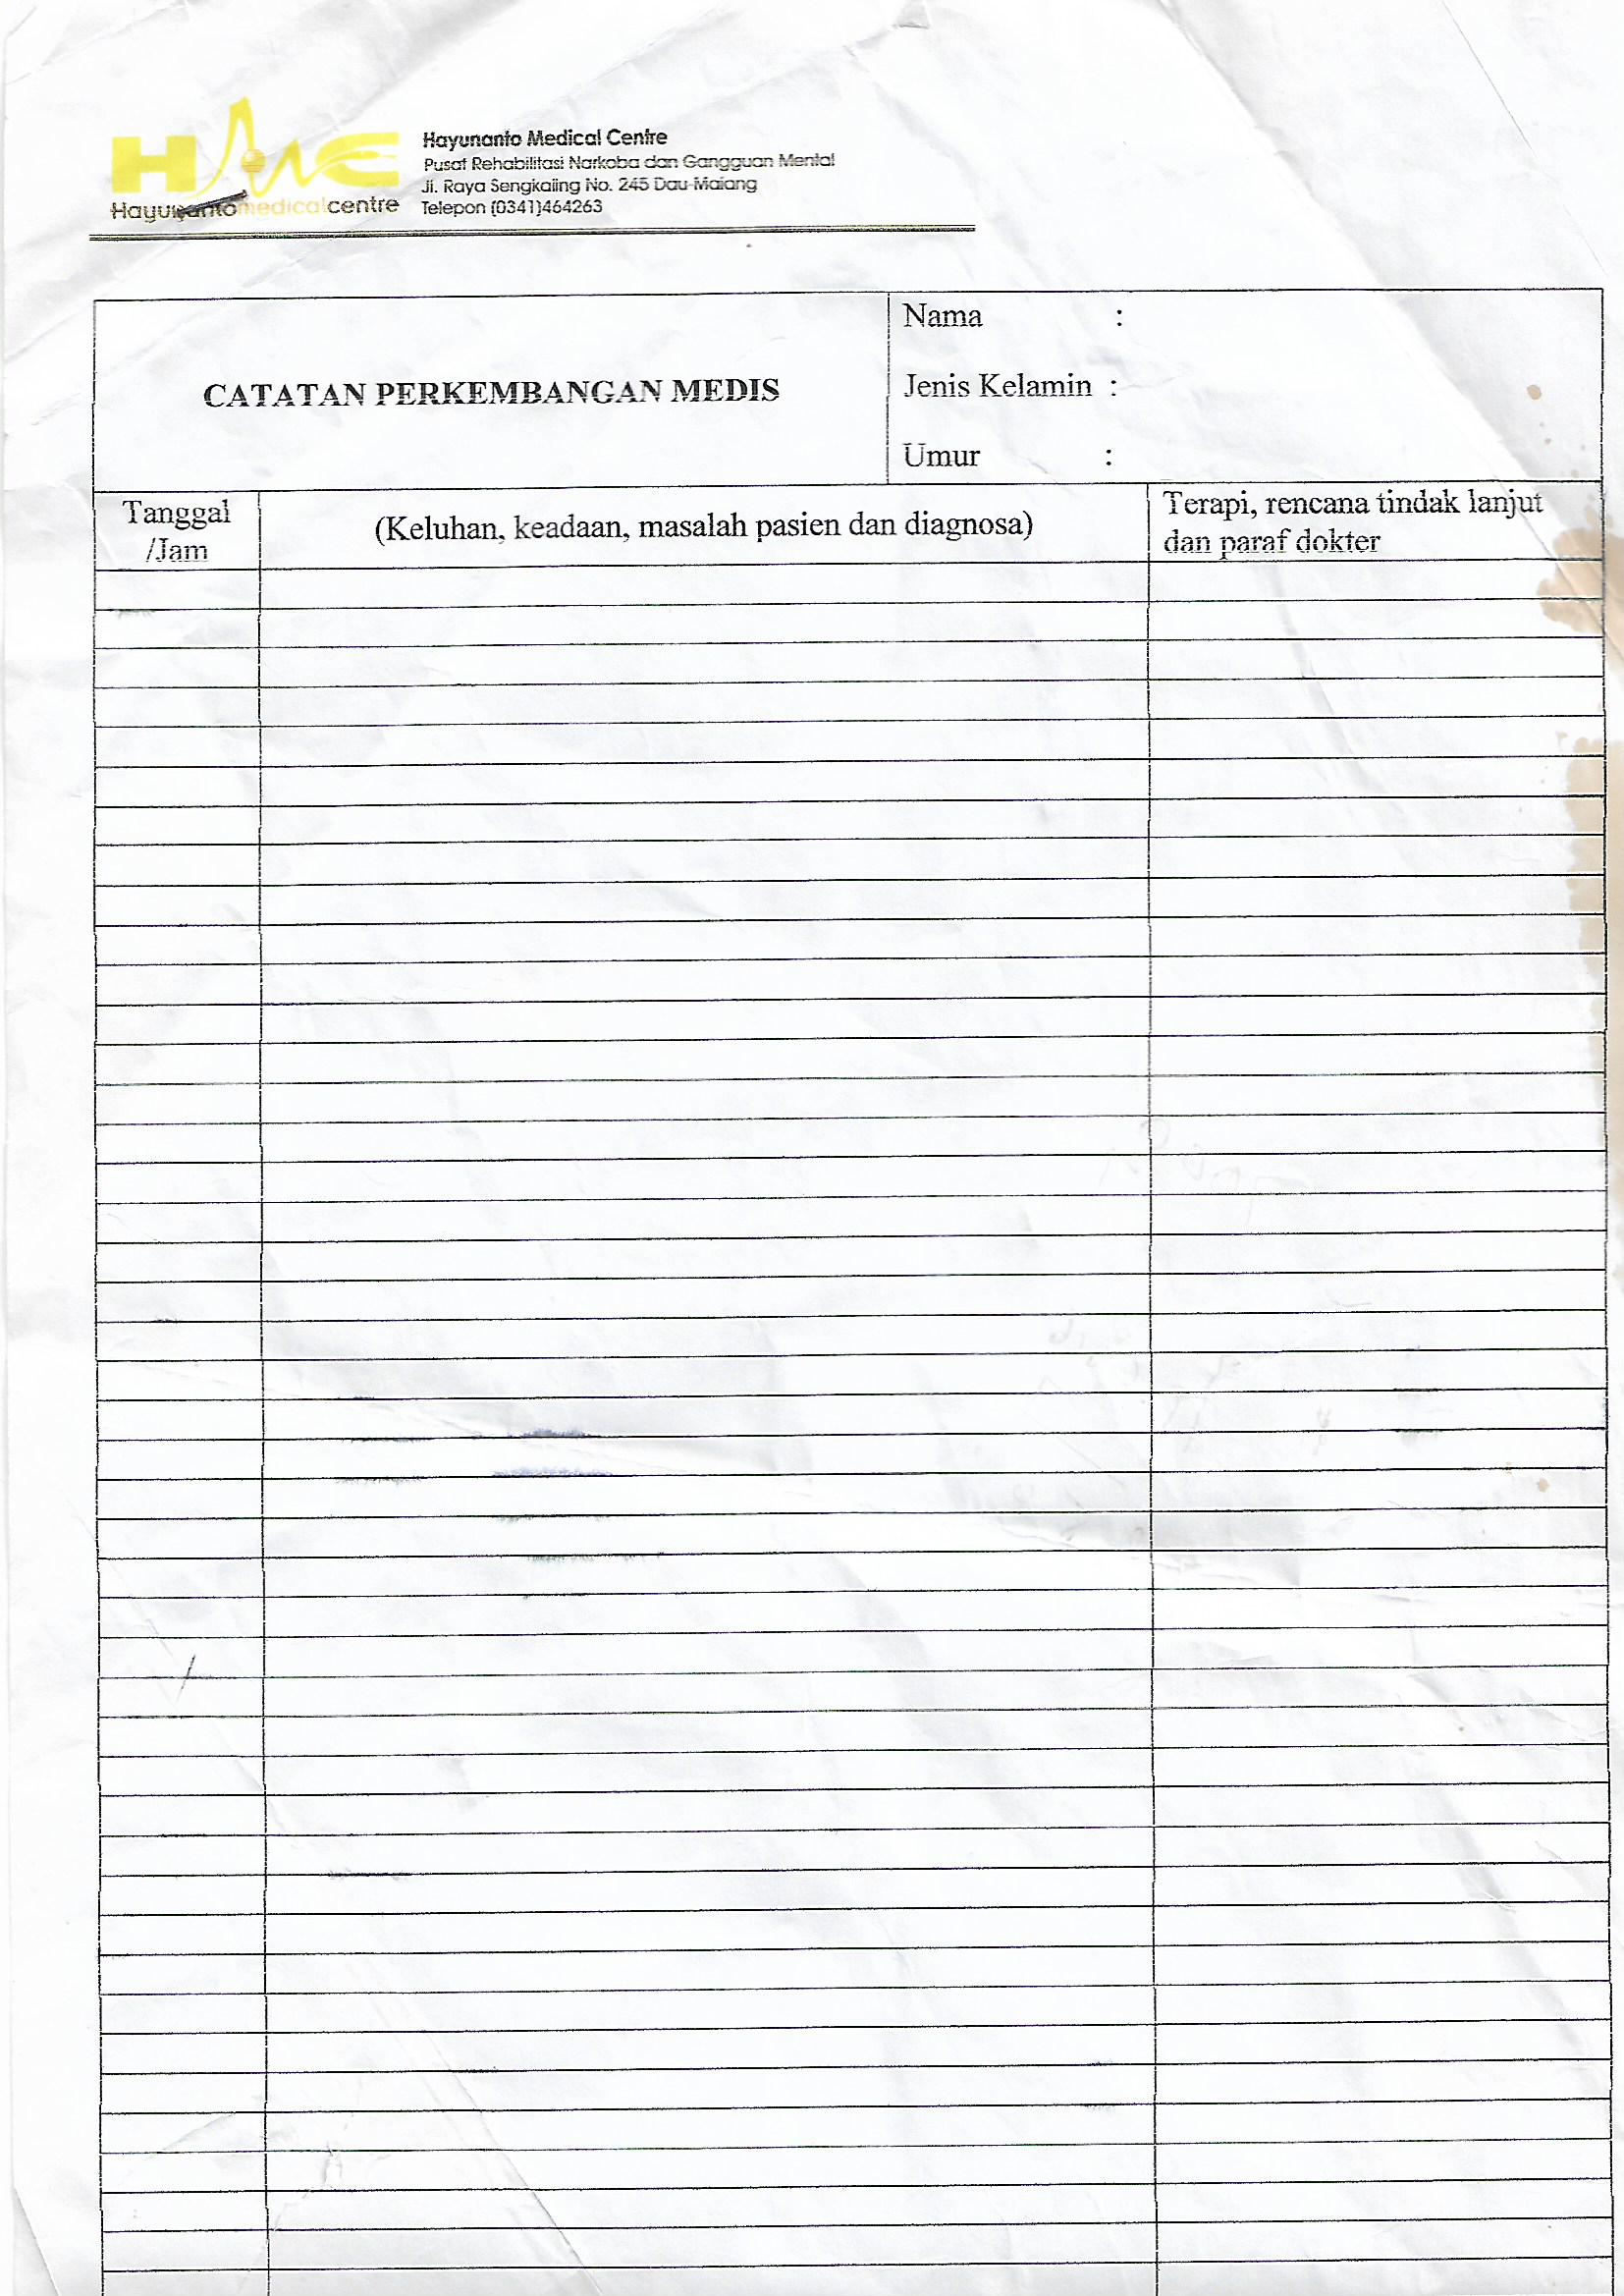 HMC
Hayunanto medical centre
Hayunanto Medical Centre
Pusat Rehabilitasi Narkoba dan Gangguan Mental
Jl. Raya Sengkaling No. 245 Dau-Malang
Telepon (0341)464263
CATATAN PERKEMBANGAN MEDIS
Nama :
Jenis Kelamin :
Umur :
Tanggal
/Jam
(Keluhan, keadaan, masalah pasien dan diagnosa)
Terapi, rencana tindak lanjut
dan paraf dokter